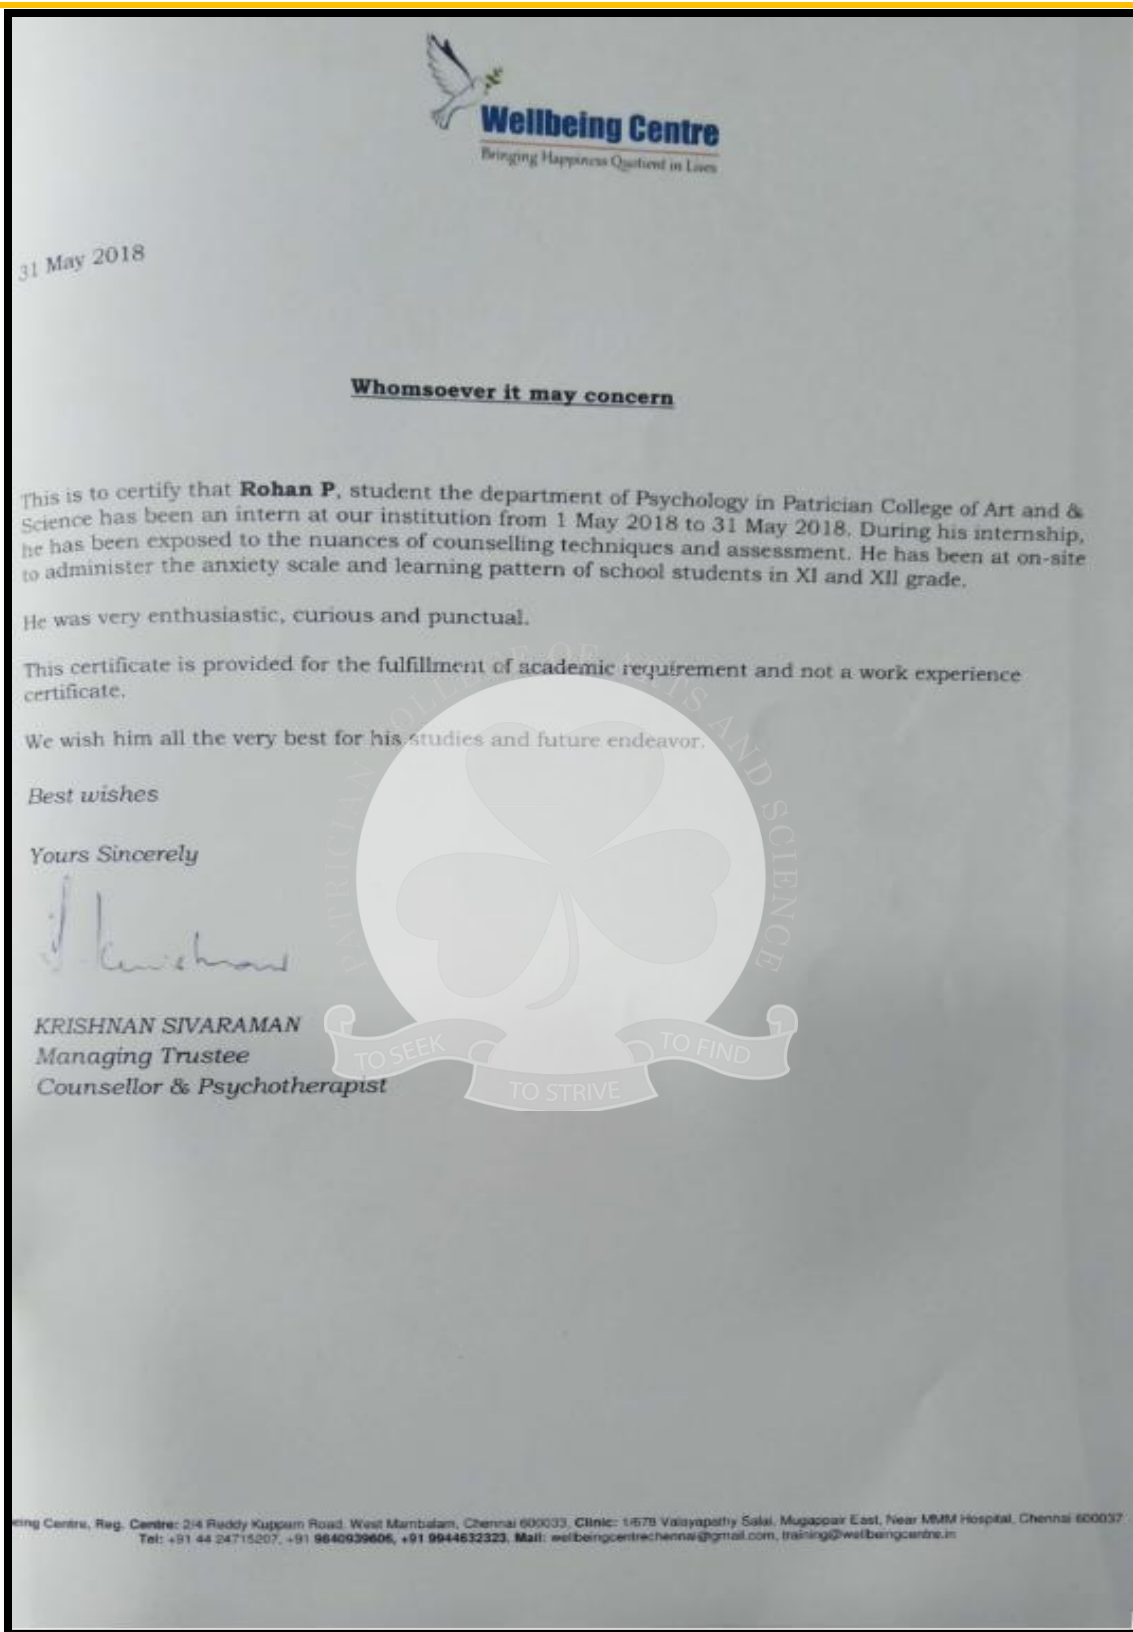 Wellbeing Centre
Bringing Happiness Quotient in Lives
31 May 2018
Whomsoever it may concern
This is to certify that Rohan P, student the department of Psychology in Patrician College of Art and &
Science has been an intern at our institution from 1 May 2018 to 31 May 2018. During his internship,
he has been exposed to the nuances of counselling techniques and assessment. He has been at on-site
to administer the anxiety scale and learning pattern of school students in XI and XII grade.
He was very enthusiastic, curious and punctual.
This certificate is provided for the fulfillment of academic requirement and not a work experience
certificate.
We wish him all the very best for his studies and future endeavor.
Best wishes
Yours Sincerely
KRISHNAN SIVARAMAN
Managing Trustee
Counsellor & Psychotherapist
PATRICIAN COLLEGE OF ARTS AND SCIENCE
TO SEEK
TO STRIVE
TO FIND
Centre, Reg. Centre: 2/4 Reddy Kuppam Road, West Mambalam, Chennai 600033, Clinic: 1/678 Valayapathy Salai, Mugappair East, Near MMM Hospital, Chennai 600037
Tel: +91 44 24715207, +91 9840939606, +91 9944632323, Mail: wellbeingcentrechennai@gmail.com, training@wellbeingcentre.in